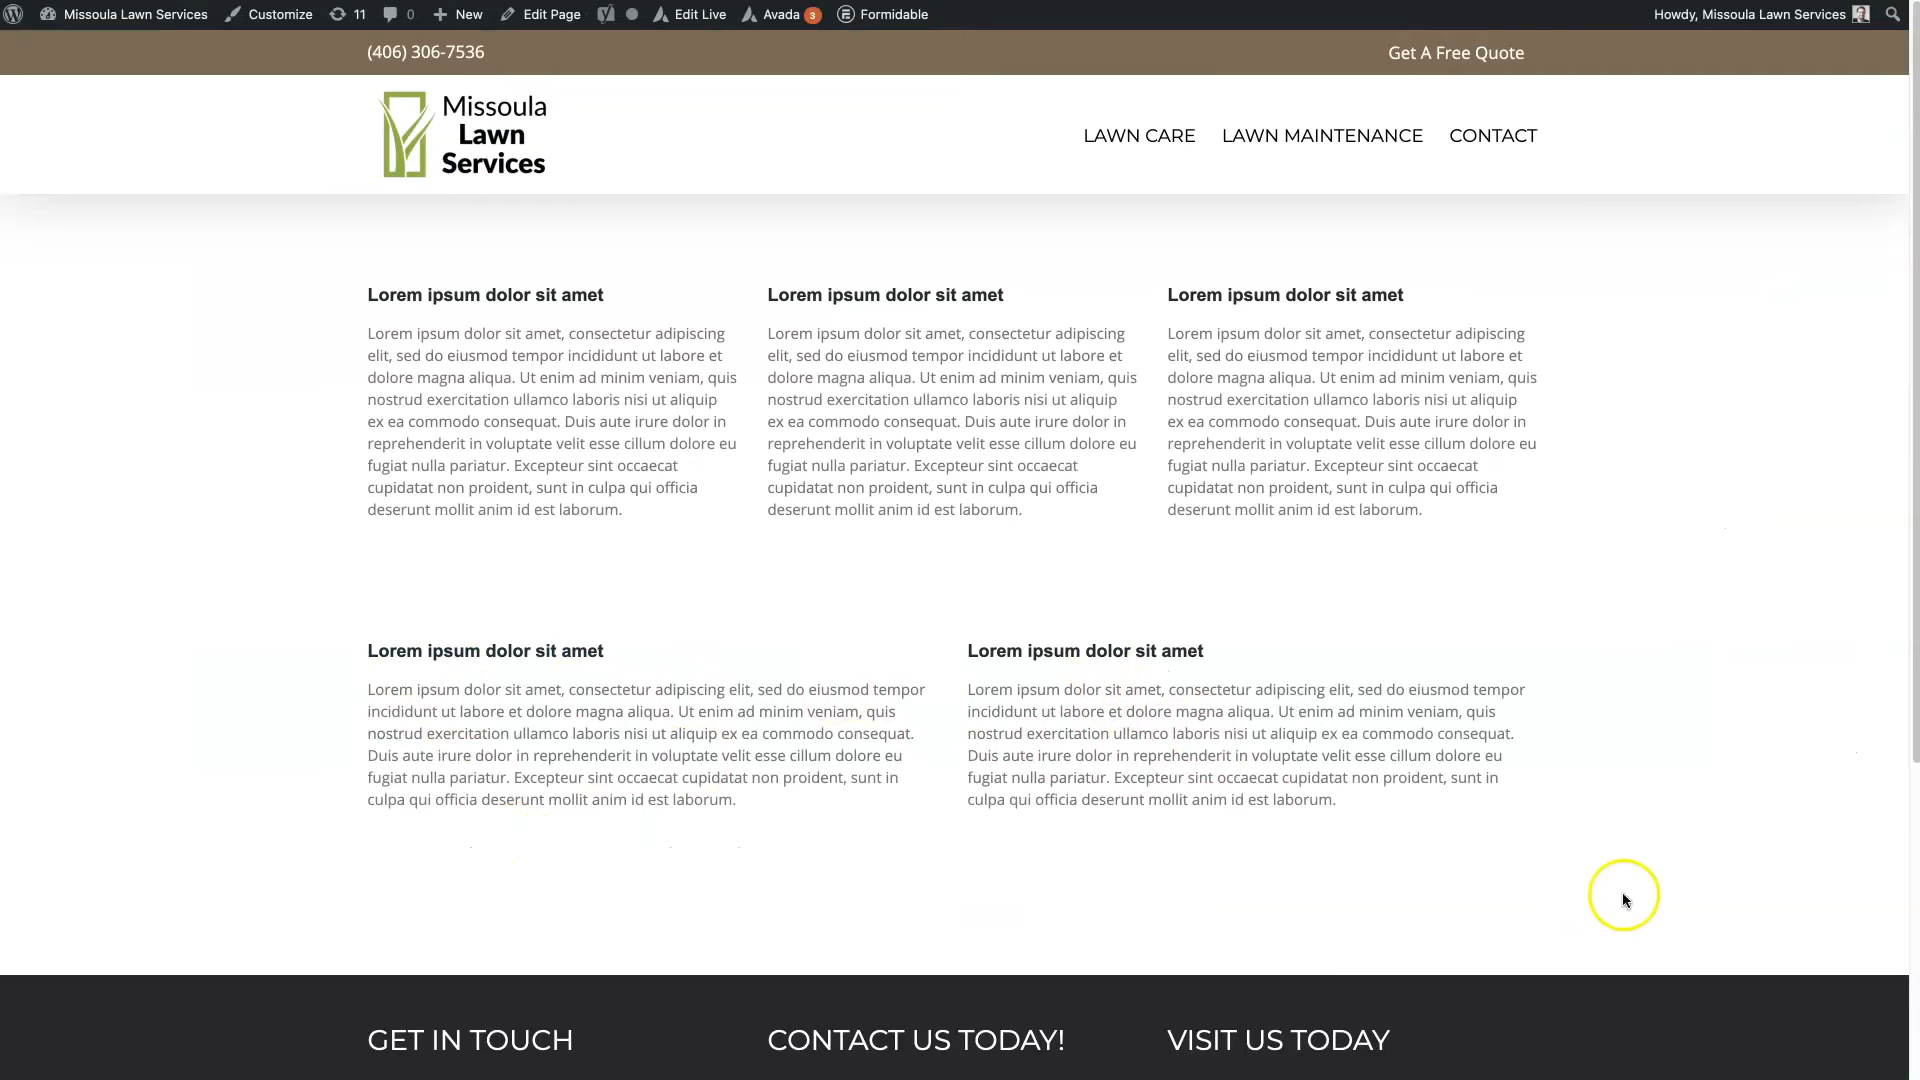 Missoula Lawn Services Customize 11 0 New Edit Page Edit Live Avada 3 Formidable Howdy, Missoula Lawn Services
(406) 306-7536 Get A Free Quote
Missoula
Lawn
Services
LAWN CARE LAWN MAINTENANCE CONTACT
Lorem ipsum dolor sit amet
Lorem ipsum dolor sit amet, consectetur adipiscing
elit, sed do eiusmod tempor incididunt ut labore et
dolore magna aliqua. Ut enim ad minim veniam, quis
nostrud exercitation ullamco laboris nisi ut aliquip
ex ea commodo consequat. Duis aute irure dolor in
reprehenderit in voluptate velit esse cillum dolore eu
fugiat nulla pariatur. Excepteur sint occaecat
cupidatat non proident, sunt in culpa qui officia
deserunt mollit anim id est laborum.
Lorem ipsum dolor sit amet
Lorem ipsum dolor sit amet, consectetur adipiscing
elit, sed do eiusmod tempor incididunt ut labore et
dolore magna aliqua. Ut enim ad minim veniam, quis
nostrud exercitation ullamco laboris nisi ut aliquip
ex ea commodo consequat. Duis aute irure dolor in
reprehenderit in voluptate velit esse cillum dolore eu
fugiat nulla pariatur. Excepteur sint occaecat
cupidatat non proident, sunt in culpa qui officia
deserunt mollit anim id est laborum.
Lorem ipsum dolor sit amet
Lorem ipsum dolor sit amet, consectetur adipiscing
elit, sed do eiusmod tempor incididunt ut labore et
dolore magna aliqua. Ut enim ad minim veniam, quis
nostrud exercitation ullamco laboris nisi ut aliquip
ex ea commodo consequat. Duis aute irure dolor in
reprehenderit in voluptate velit esse cillum dolore eu
fugiat nulla pariatur. Excepteur sint occaecat
cupidatat non proident, sunt in culpa qui officia
deserunt mollit anim id est laborum.
Lorem ipsum dolor sit amet
Lorem ipsum dolor sit amet, consectetur adipiscing elit, sed do eiusmod tempor
incididunt ut labore et dolore magna aliqua. Ut enim ad minim veniam, quis
nostrud exercitation ullamco laboris nisi ut aliquip ex ea commodo consequat.
Duis aute irure dolor in reprehenderit in voluptate velit esse cillum dolore eu
fugiat nulla pariatur. Excepteur sint occaecat cupidatat non proident, sunt in
culpa qui officia deserunt mollit anim id est laborum.
Lorem ipsum dolor sit amet
Lorem ipsum dolor sit amet, consectetur adipiscing elit, sed do eiusmod tempor
incididunt ut labore et dolore magna aliqua. Ut enim ad minim veniam, quis
nostrud exercitation ullamco laboris nisi ut aliquip ex ea commodo consequat.
Duis aute irure dolor in reprehenderit in voluptate velit esse cillum dolore eu
fugiat nulla pariatur. Excepteur sint occaecat cupidatat non proident, sunt in
culpa qui officia deserunt mollit anim id est laborum.
GET IN TOUCH CONTACT US TODAY! VISIT US TODAY